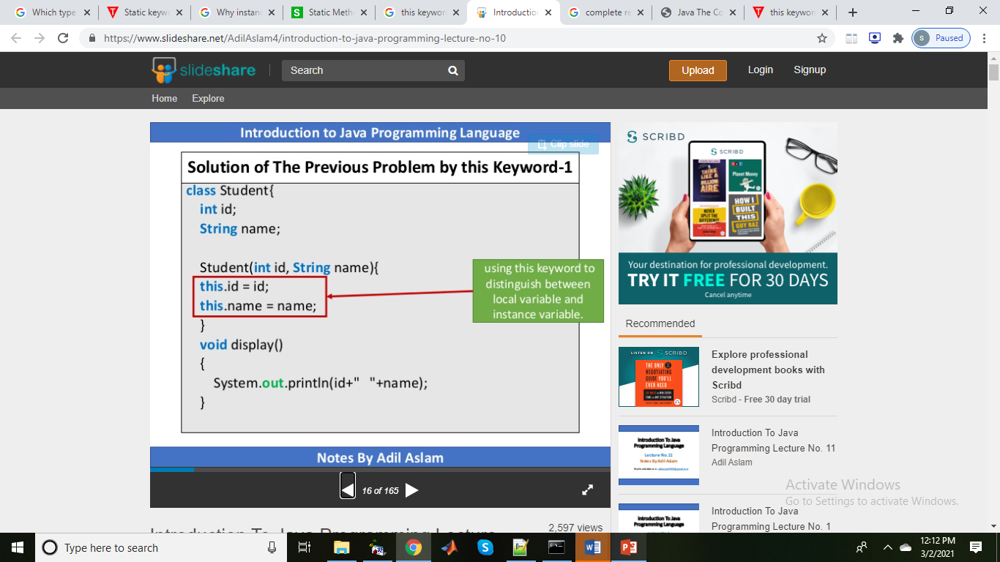 Which type
Static keyw
Why instan
Static Meth
this keywor
Introductio
complete re
Java The Co
this keywor
https://www.slideshare.net/AdilAslam4/introduction-to-java-programming-lecture-no-10
S Paused
slideshare
Search
Upload
Login
Signup
Home
Explore
Introduction to Java Programming Language
Clip slide
Solution of The Previous Problem by this Keyword-1
class Student{
int id;
String name;
Student(int id, String name){
this.id = id;
this.name = name;
}
void display()
{
System.out.println(id+" "+name);
}
using this keyword to
distinguish between
local variable and
instance variable.
Notes By Adil Aslam
16 of 165
Introduction To Java Programming Lecture
2,597 views
SCRIBD
SCRIBD
THINK
LIKE A
BILLION
AIRE
Planet Money
NEVER
SPLIT THE
DIFFERENCE
HOW I
BUILT
THIS
GUY RAZ
Your destination for professional development.
TRY IT FREE FOR 30 DAYS
Cancel anytime
Recommended
LISTEN ON SCRIBD
THE ONLY
NEGOTIATING
GUIDE YOU'LL
EVER NEED
Explore professional
development books with
Scribd
Scribd - Free 30 day trial
Introduction To Java
Programming Language
Lecture No.11
Notes By Adil Aslam
Introduction To Java
Programming Lecture No. 11
Adil Aslam
Introduction To Java
Programming Language
Introduction To Java
Programming Lecture No. 1
Activate Windows
Go to Settings to activate Windows.
Type here to search
12:12 PM
3/2/2021